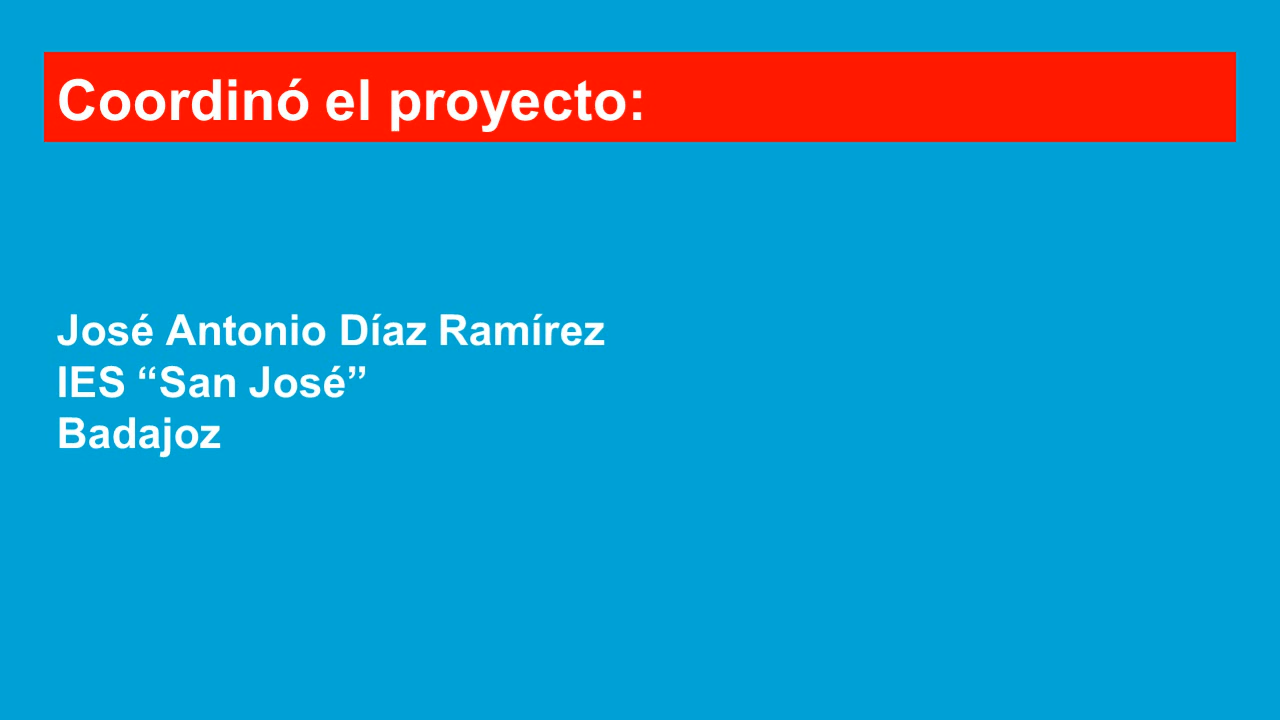 Coordinó el proyecto:
José Antonio Díaz Ramírez
IES “San José”
Badajoz